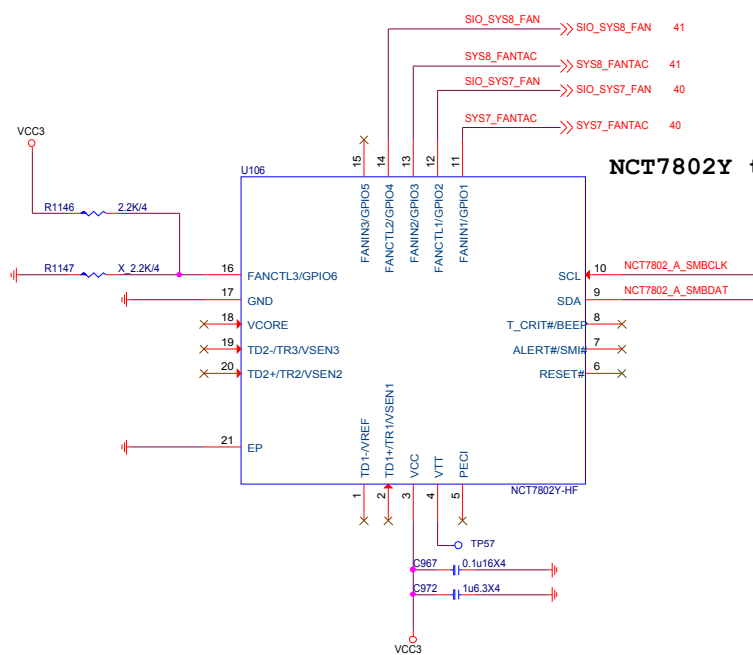 SIO_SYS8_FAN
SIO_SYS8_FAN 41
SYS8_FANTAC
SYS8_FANTAC 41
SIO_SYS7_FAN
SIO_SYS7_FAN 40
SYS7_FANTAC
SYS7_FANTAC 40
VCC3
15
14
13
12
11
U106
NCT7802Y t
FANIN3/GPIO5
FANCTL2/GPIO4
FANIN2/GPIO3
FANCTL1/GPIO2
FANIN1/GPIO1
R1146 2.2K/4
R1147 X_2.2K/4
16 FANCTL3/GPIO6
17 GND
18 VCORE
19 TD2-/TR3/VSEN3
20 TD2+/TR2/VSEN2
21 EP
SCL 10 NCT7802_A_SMBCLK
SDA 9 NCT7802_A_SMBDAT
T_CRIT#/BEEP 8
ALERT#/SMI# 7
RESET# 6
TD1-/VREF
TD1+/TR1/VSEN1
VCC
VTT
PECI
NCT7802Y-HF
1
2
3
4
5
TP57
C967 0.1u16X4
C972 1u6.3X4
VCC3